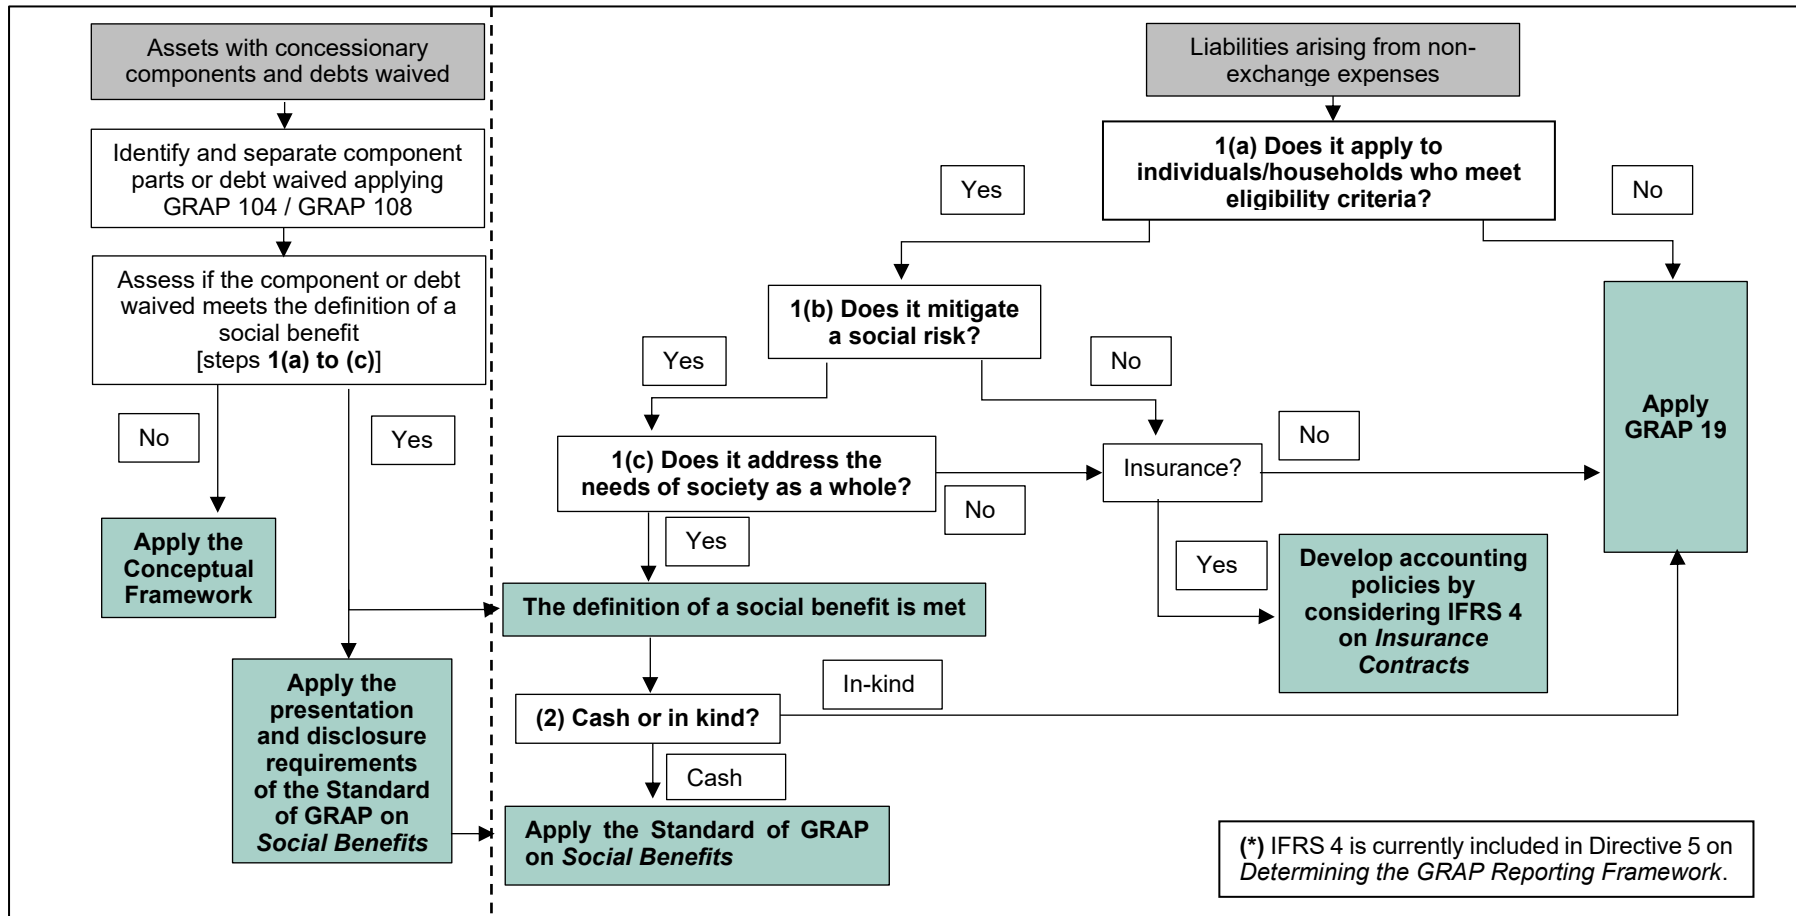 Assets with concessionary
components and debts waived
Identify and separate component
parts or debt waived applying
GRAP 104 / GRAP 108
Assess if the component or debt
waived meets the definition of a
social benefit
[steps 1(a) to (c)]
No
Yes
Apply the
Conceptual
Framework
Apply the
presentation
and disclosure
requirements
of the Standard
of GRAP on
Social Benefits
Liabilities arising from non-
exchange expenses
1(a) Does it apply to
individuals/households who meet
eligibility criteria?
Yes
No
1(b) Does it mitigate
a social risk?
Yes
No
1(c) Does it address the
needs of society as a whole?
No
Yes
Insurance?
No
Yes
Apply
GRAP 19
Develop accounting
policies by
considering IFRS 4
on Insurance
Contracts
The definition of a social benefit is met
In-kind
(2) Cash or in kind?
Cash
Apply the Standard of GRAP
on Social Benefits
(*) IFRS 4 is currently included in Directive 5 on
Determining the GRAP Reporting Framework.